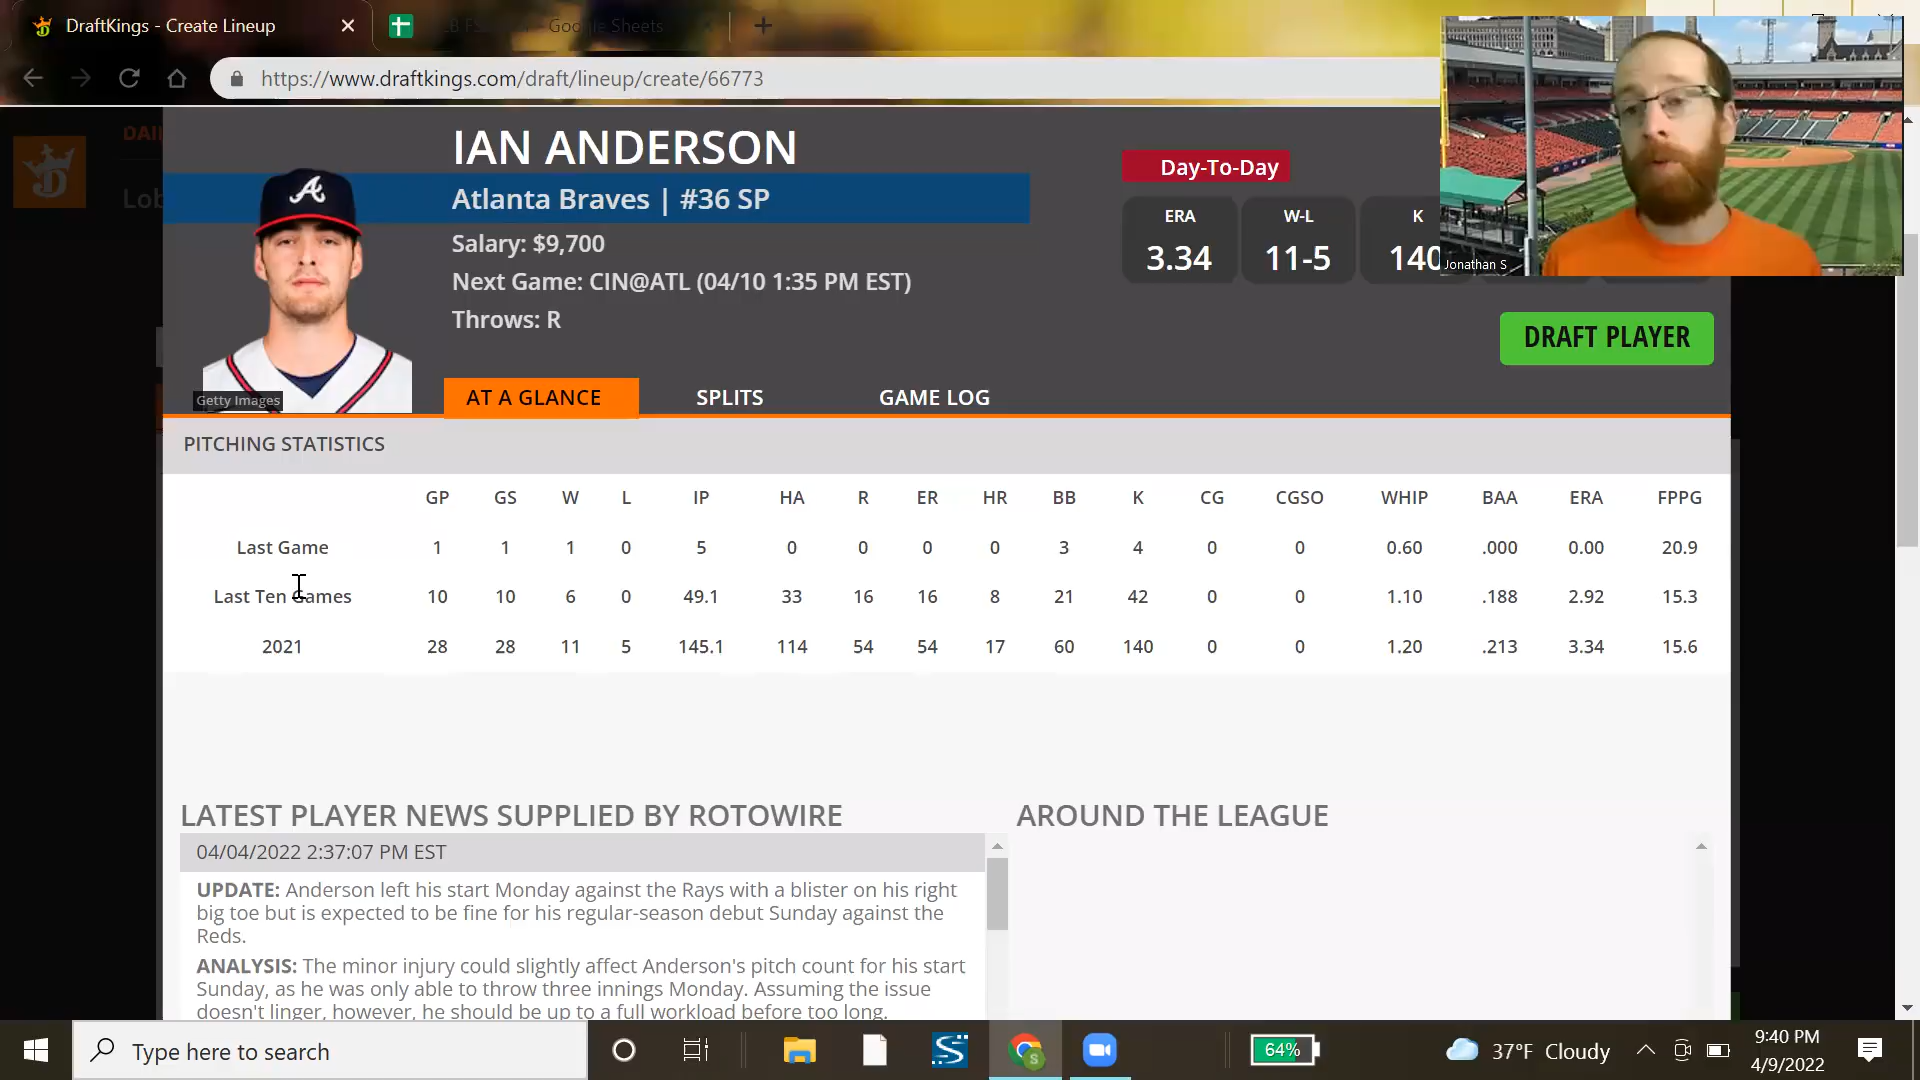 DraftKings - Create Lineup
Google Sheets
https://www.draftkings.com/draft/lineup/create/66773
IAN ANDERSON
Atlanta Braves | #36 SP
Salary: $9,700
Next Game: CIN@ATL (04/10 1:35 PM EST)
Throws: R
Getty Images
Day-To-Day
ERA W-L K
3.34 11-5 140
Jonathan S
DRAFT PLAYER
AT A GLANCE SPLITS GAME LOG
PITCHING STATISTICS
GP GS W L IP HA R ER HR BB K CG CGSO WHIP BAA ERA FPPG
Last Game 1 1 1 0 5 0 0 0 0 3 4 0 0 0.60 .000 0.00 20.9
Last Ten Games 10 10 6 0 49.1 33 16 16 8 21 42 0 0 1.10 .188 2.92 15.3
2021 28 28 11 5 145.1 114 54 54 17 60 140 0 0 1.20 .213 3.34 15.6
LATEST PLAYER NEWS SUPPLIED BY ROTOWIRE
AROUND THE LEAGUE
04/04/2022 2:37:07 PM EST
UPDATE: Anderson left his start Monday against the Rays with a blister on his right
big toe but is expected to be fine for his regular-season debut Sunday against the
Reds.
ANALYSIS: The minor injury could slightly affect Anderson's pitch count for his start
Sunday, as he was only able to throw three innings Monday. Assuming the issue
doesn't linger, however, he should be up to a full workload before too long.
Type here to search
64%
37°F Cloudy
9:40 PM
4/9/2022